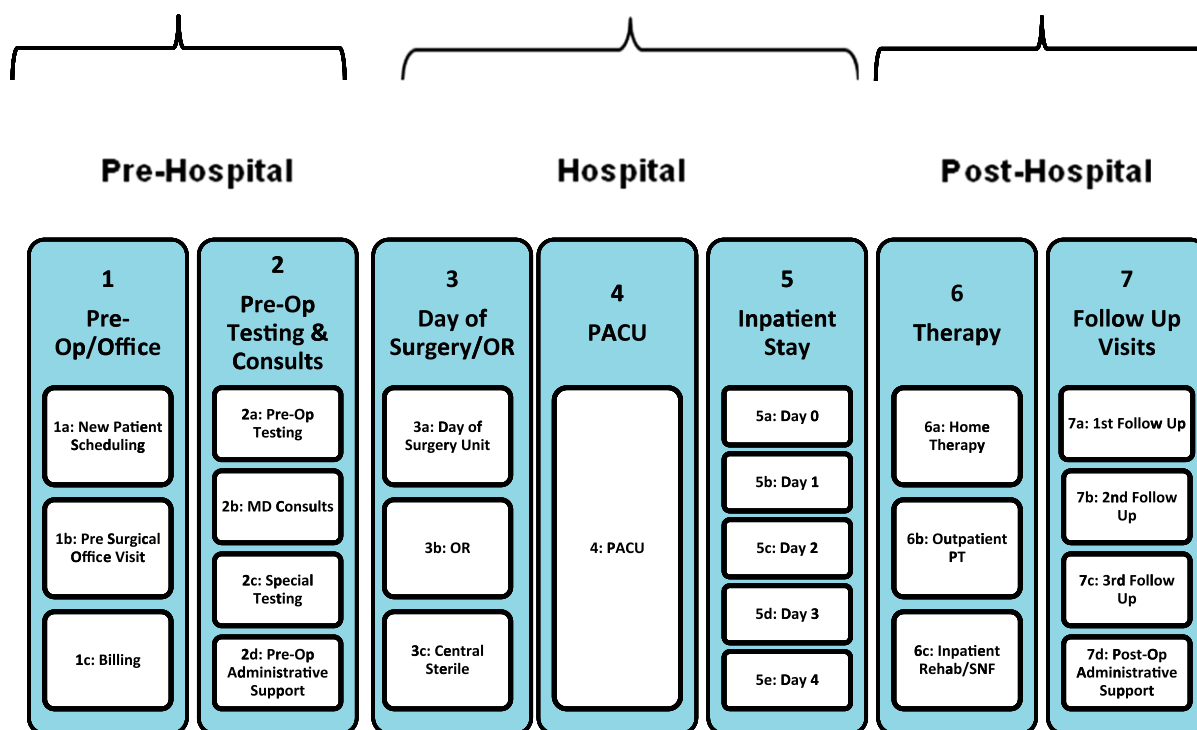 Pre-Hospital
Hospital
Post-Hospital
1
Pre-
Op/Office
1a: New Patient
Scheduling
1b: Pre Surgical
Office Visit
1c: Billing
2
Pre-Op
Testing &
Consults
2a: Pre-Op
Testing
2b: MD Consults
2c: Special
Testing
2d: Pre-Op
Administrative
Support
3
Day of
Surgery/OR
3a: Day of
Surgery Unit
3b: OR
3c: Central
Sterile
4
PACU
4: PACU
5
Inpatient
Stay
5a: Day 0
5b: Day 1
5c: Day 2
5d: Day 3
5e: Day 4
6
Therapy
6a: Home
Therapy
6b: Outpatient
PT
6c: Inpatient
Rehab/SNF
7
Follow Up
Visits
7a: 1st Follow Up
7b: 2nd Follow
Up
7c: 3rd Follow
Up
7d: Post-Op
Administrative
Support